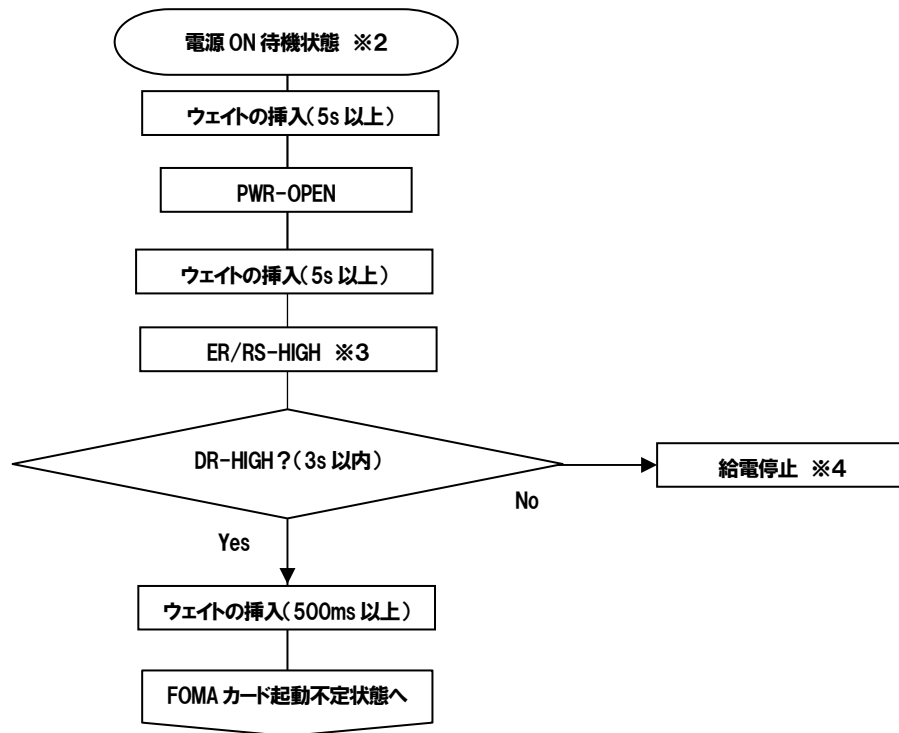 電源 ON 待機状態 ※2
ウェイトの挿入(5s 以上)
PWR-OPEN
ウェイトの挿入(5s 以上)
ER/RS-HIGH ※3
DR-HIGH?(3s 以内)
給電停止 ※4
No
Yes
ウェイトの挿入(500ms 以上)
FOMA カード起動不定状態へ